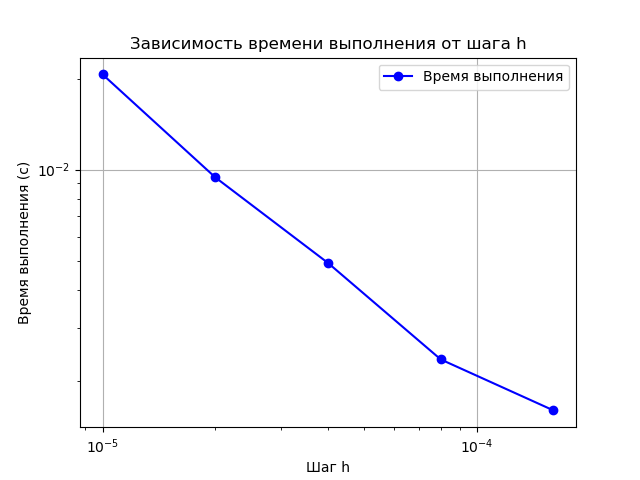 Зависимость времени выполнения от шага h
Время выполнения
Время выполнения (с)
10⁻²
10⁻⁵
10⁻⁴
Шаг h